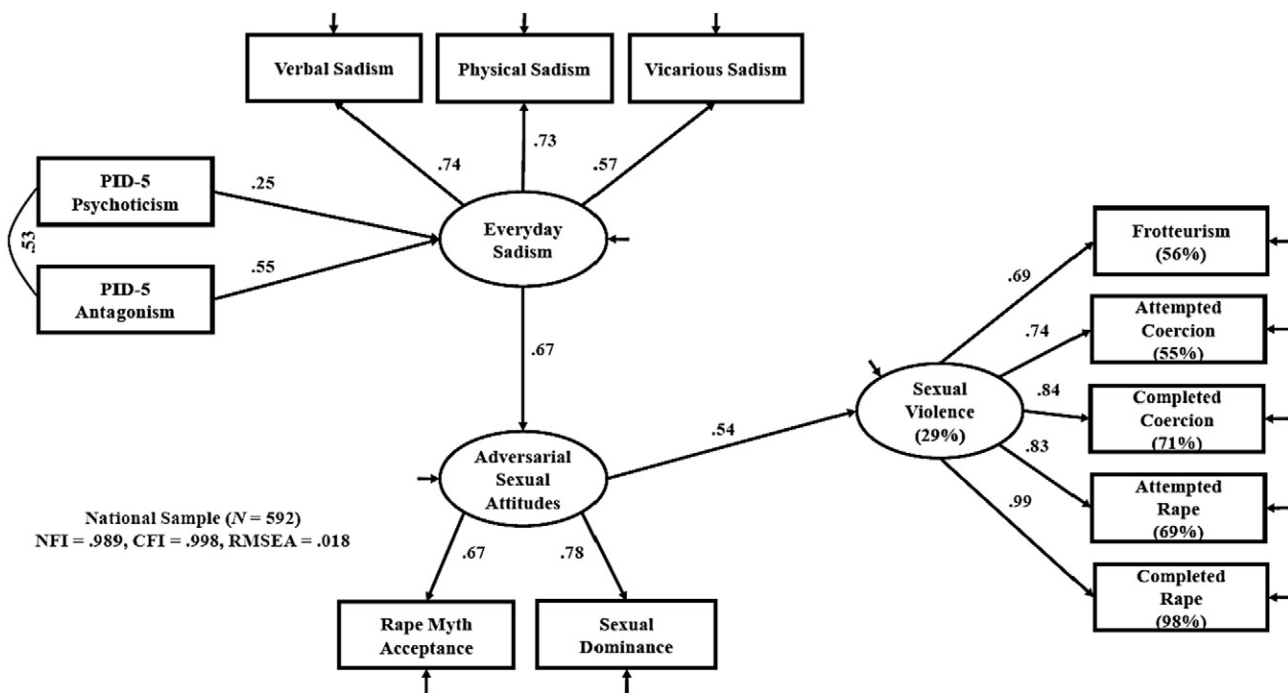 Verbal Sadism
Physical Sadism
Vicarious Sadism
.74
.73
.57
PID-5
Psychoticism
.25
.53
PID-5
Antagonism
.55
Everyday
Sadism
.67
Adversarial
Sexual
Attitudes
.54
Sexual
Violence
(29%)
.69
Frotteurism
(56%)
.74
Attempted
Coercion
(55%)
.84
Completed
Coercion
(71%)
.83
Attempted
Rape
(69%)
.99
Completed
Rape
(98%)
National Sample (N = 592)
NFI = .989, CFI = .998, RMSEA = .018
.67
.78
Rape Myth
Acceptance
Sexual
Dominance